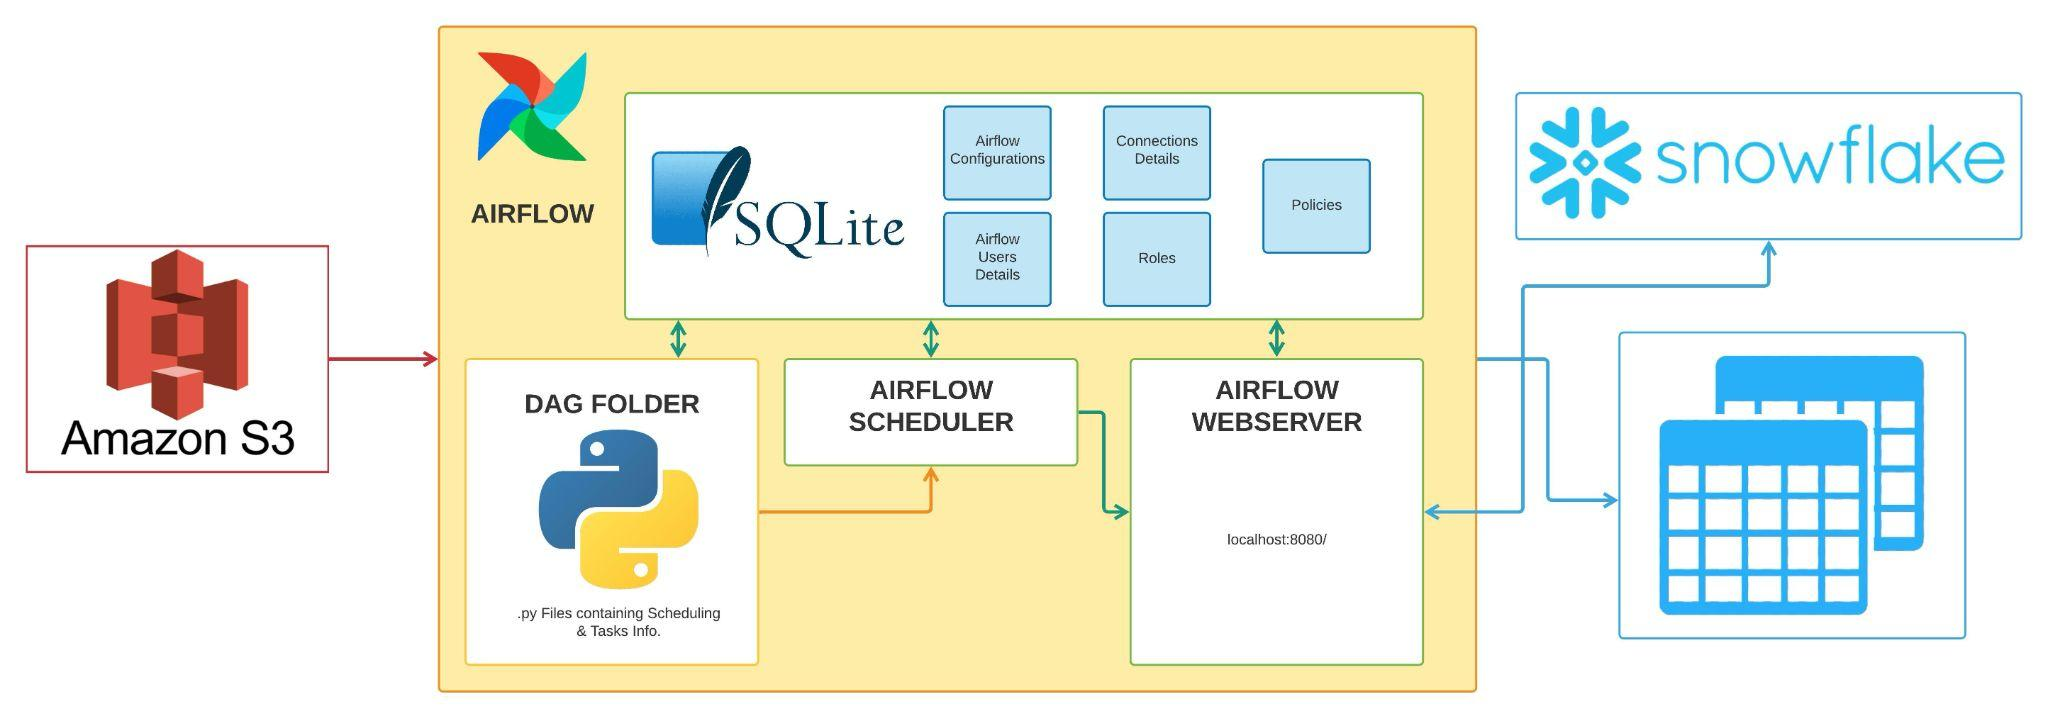 Amazon S3
AIRFLOW
SQLite
Airflow
Configurations
Connections
Details
Airflow
Users
Details
Roles
Policies
DAG FOLDER
.py Files containing Scheduling
& Tasks Info.
AIRFLOW
SCHEDULER
AIRFLOW
WEBSERVER
localhost:8080/
snowflake